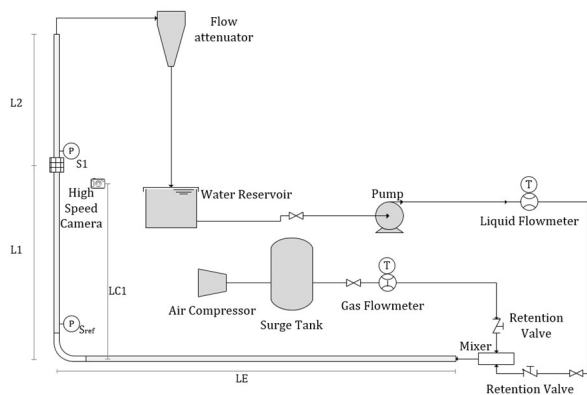 Flow
attenuator
L2
P
S1
High
Speed
Camera
Water Reservoir
Pump
T
Liquid Flowmeter
L1
LC1
T
Air Compressor
Surge Tank
Gas Flowmeter
P
Sref
Retention
Valve
Mixer
LE
Retention Valve